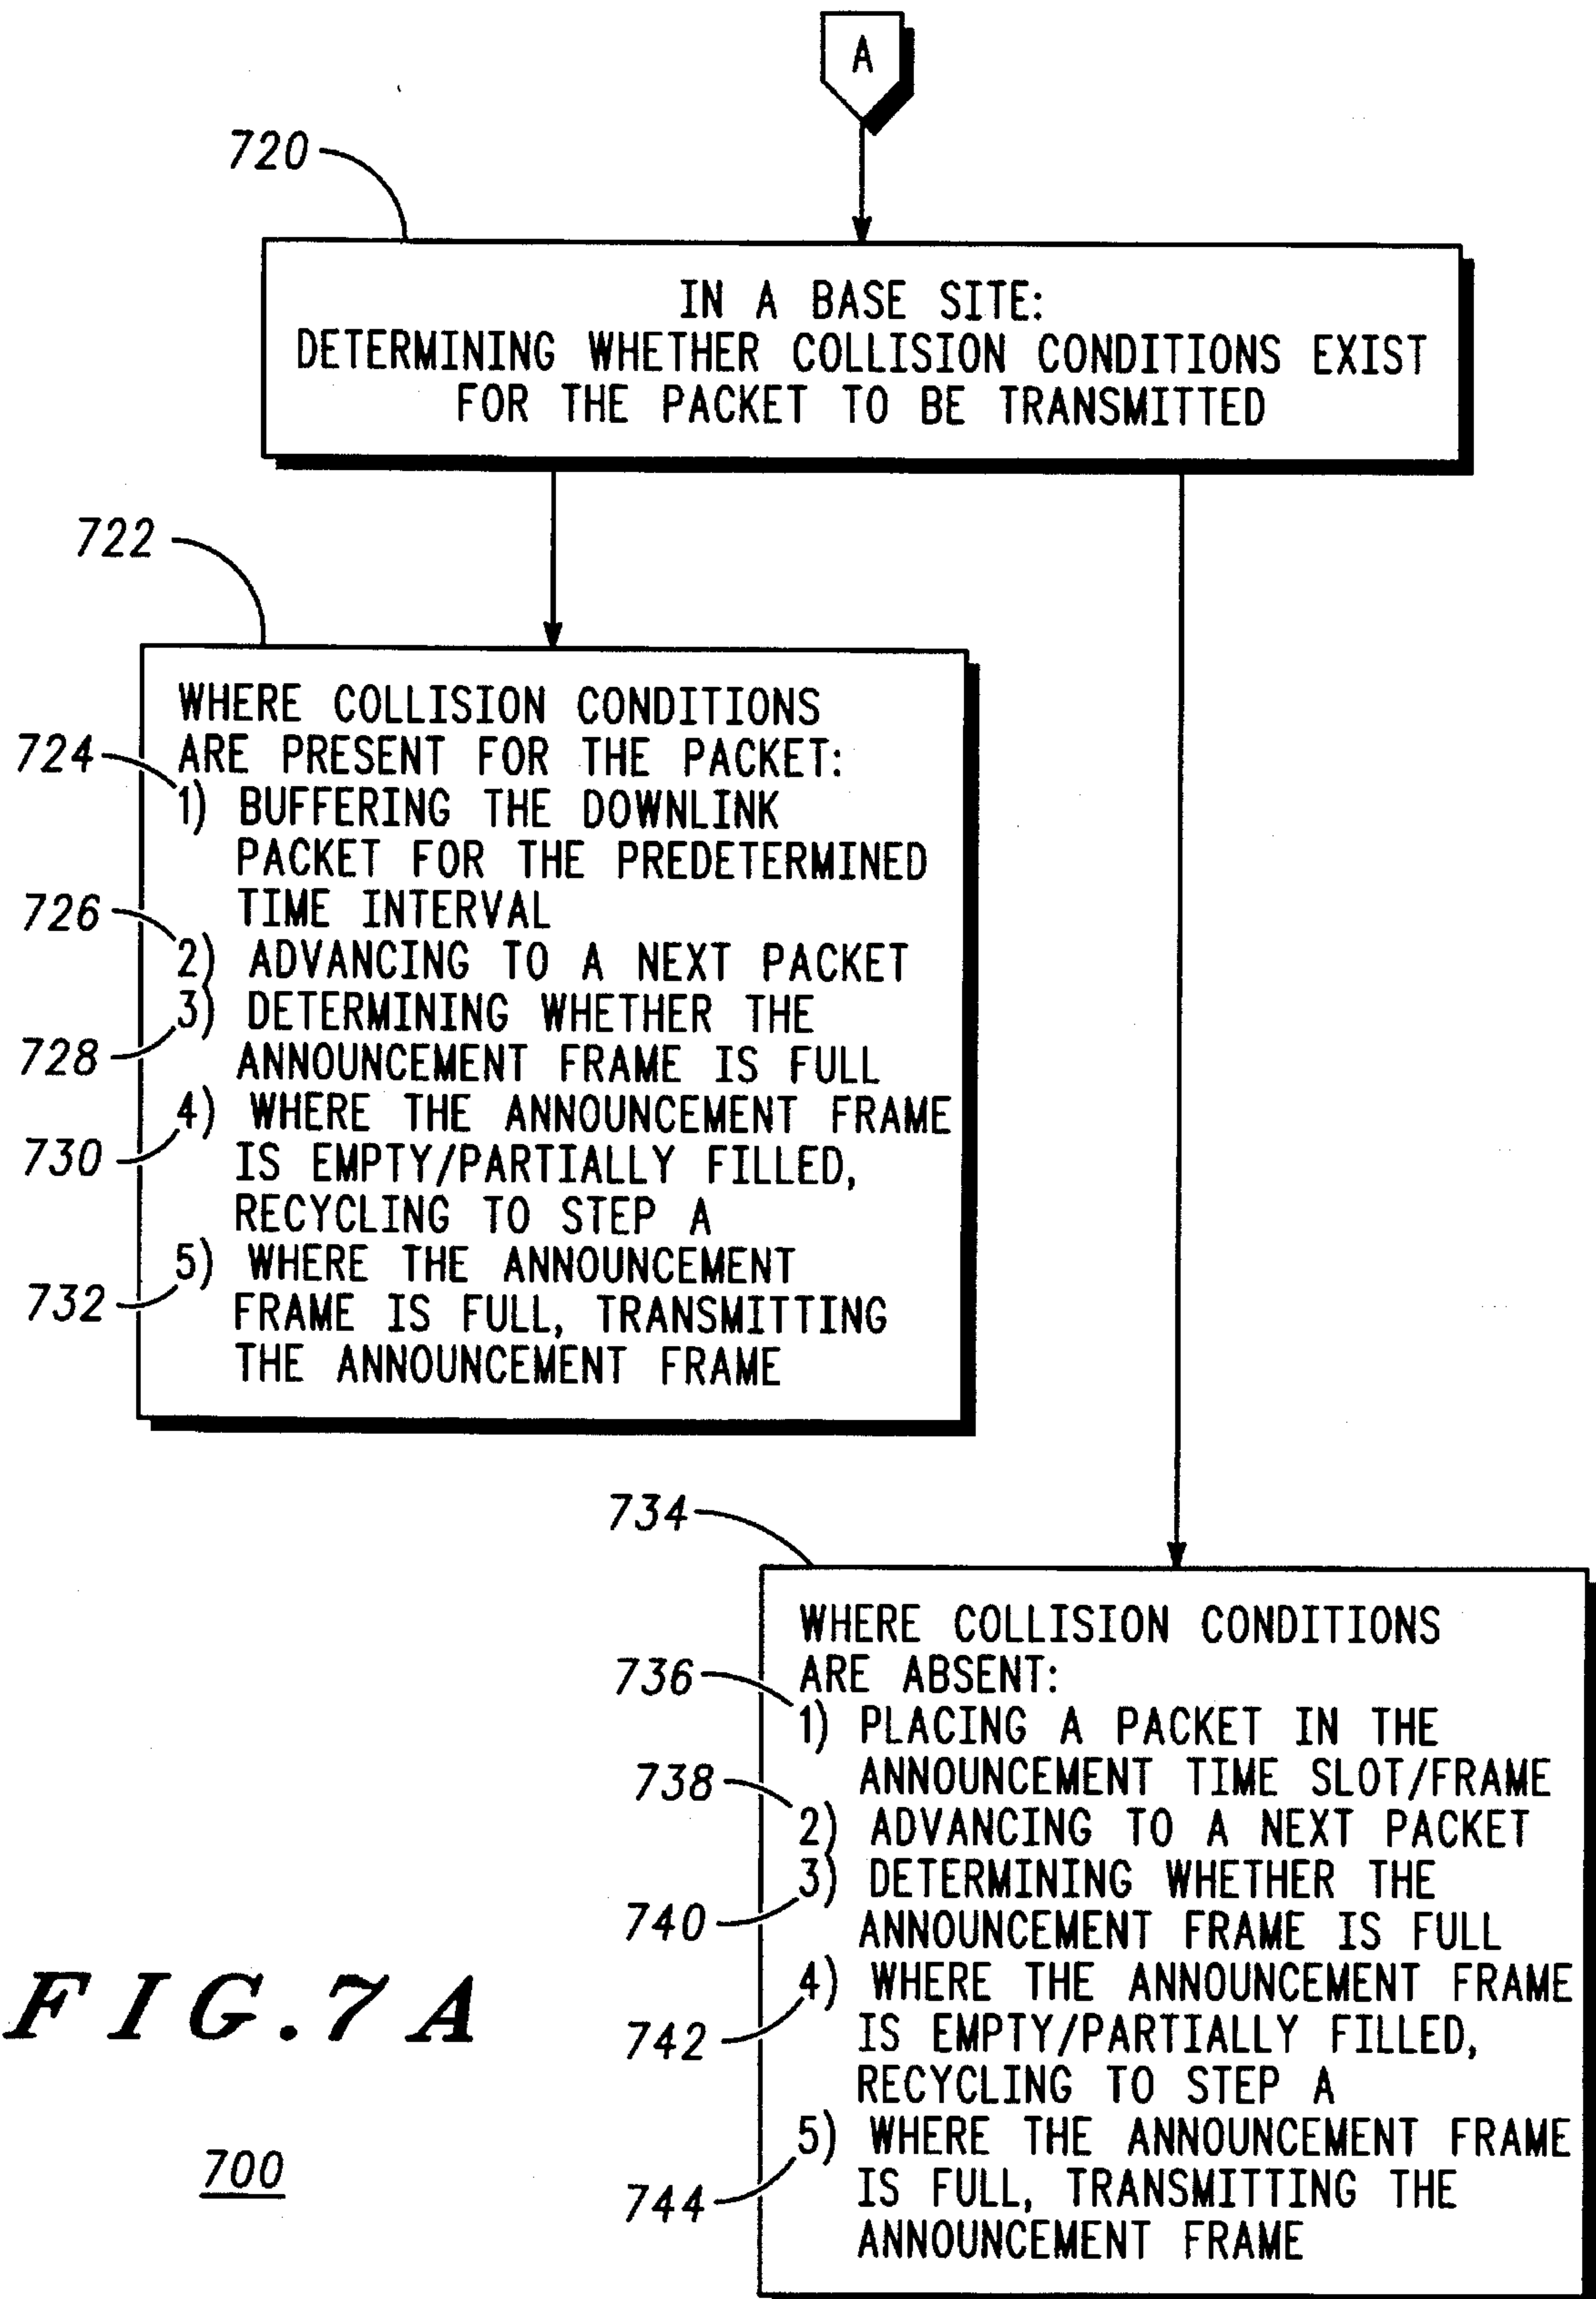 A
720
IN A BASE SITE:
DETERMINING WHETHER COLLISION CONDITIONS EXIST
FOR THE PACKET TO BE TRANSMITTED
722
WHERE COLLISION CONDITIONS
ARE PRESENT FOR THE PACKET:
724
1) BUFFERING THE DOWNLINK
PACKET FOR THE PREDETERMINED
TIME INTERVAL
726
2) ADVANCING TO A NEXT PACKET
3) DETERMINING WHETHER THE
728
ANNOUNCEMENT FRAME IS FULL
4) WHERE THE ANNOUNCEMENT FRAME
730
IS EMPTY/PARTIALLY FILLED,
RECYCLING TO STEP A
5) WHERE THE ANNOUNCEMENT
732
FRAME IS FULL, TRANSMITTING
THE ANNOUNCEMENT FRAME
734
WHERE COLLISION CONDITIONS
ARE ABSENT:
736
1) PLACING A PACKET IN THE
ANNOUNCEMENT TIME SLOT/FRAME
738
2) ADVANCING TO A NEXT PACKET
3) DETERMINING WHETHER THE
740
ANNOUNCEMENT FRAME IS FULL
4) WHERE THE ANNOUNCEMENT FRAME
742
IS EMPTY/PARTIALLY FILLED,
RECYCLING TO STEP A
5) WHERE THE ANNOUNCEMENT FRAME
744
IS FULL, TRANSMITTING THE
ANNOUNCEMENT FRAME
FIG.7A
700